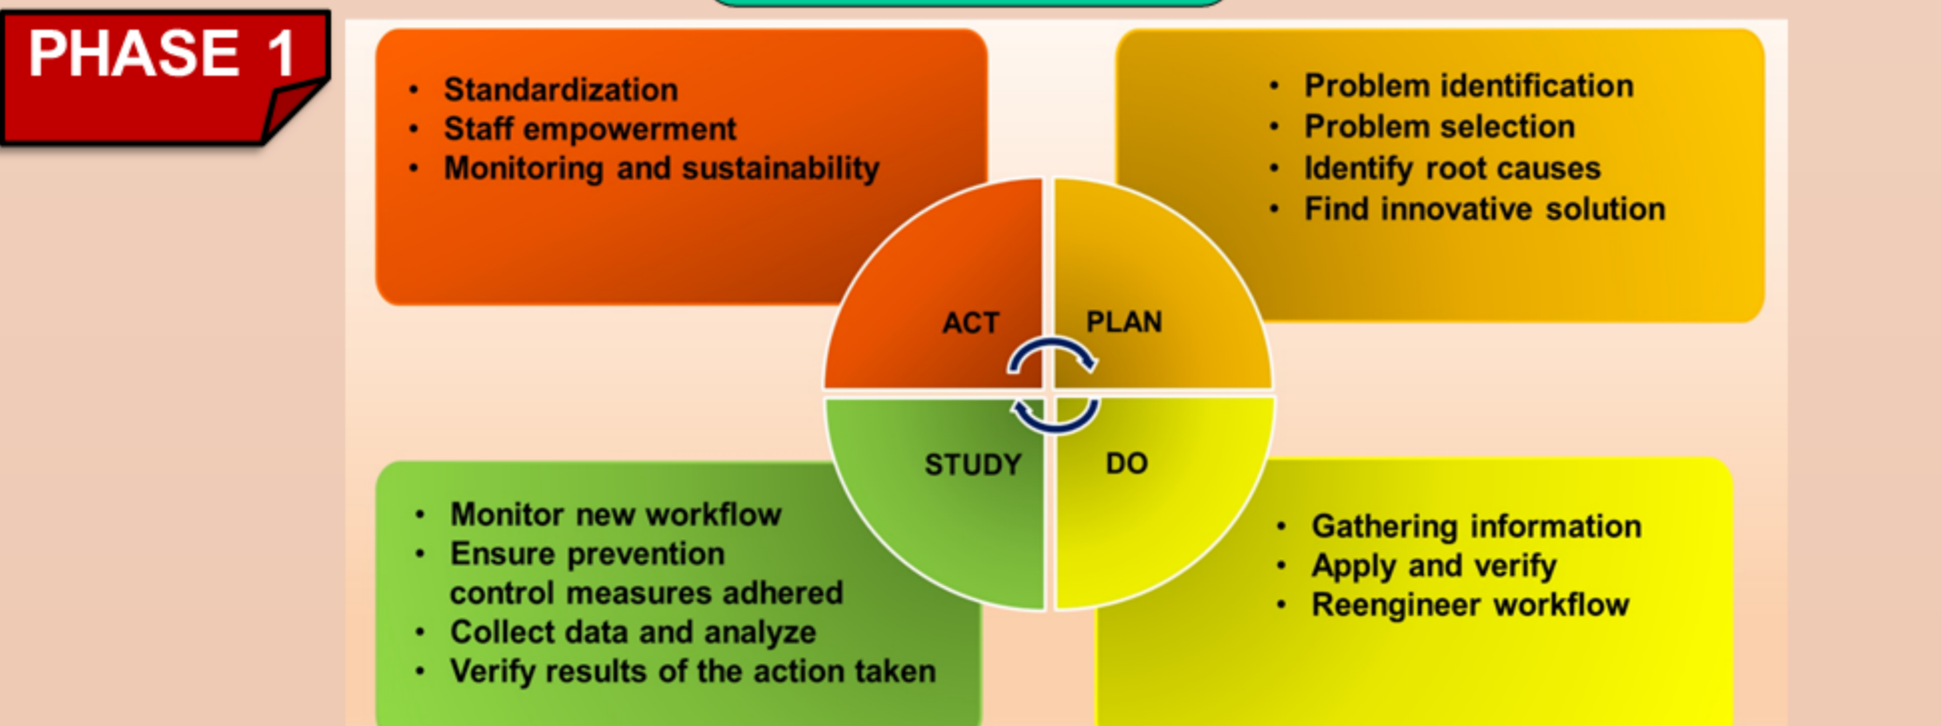 PHASE 1
• Standardization
• Staff empowerment
• Monitoring and sustainability
• Problem identification
• Problem selection
• Identify root causes
• Find innovative solution
ACT
PLAN
STUDY
DO
• Monitor new workflow
• Ensure prevention
control measures adhered
• Collect data and analyze
• Verify results of the action taken
• Gathering information
• Apply and verify
• Reengineer workflow